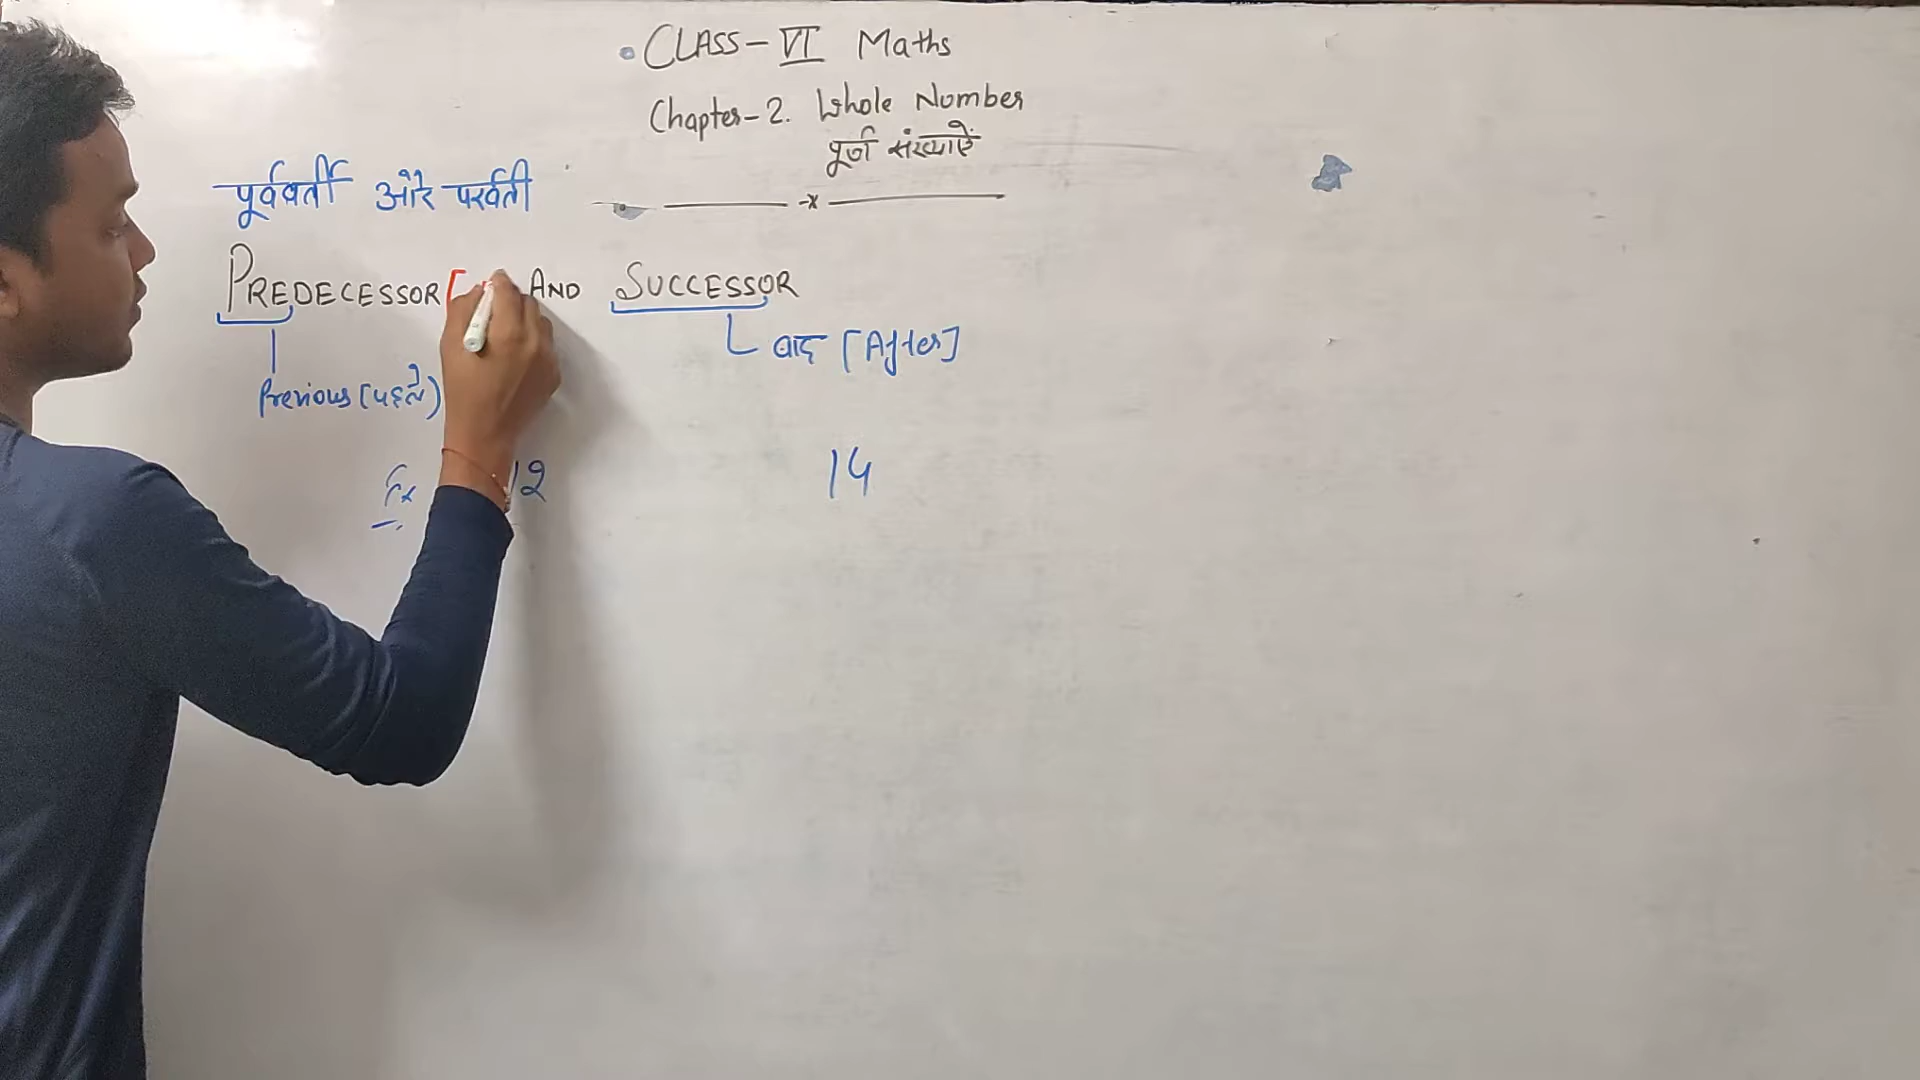 • CLASS - VI Maths
Chapter - 2. Whole Number
पूर्ण संख्याऐं
पूर्ववर्ती और परवर्ती
PREDECESSOR [ AND SUCCESSOR
बाद [After]
Previous [पहले]
Ex 12 14